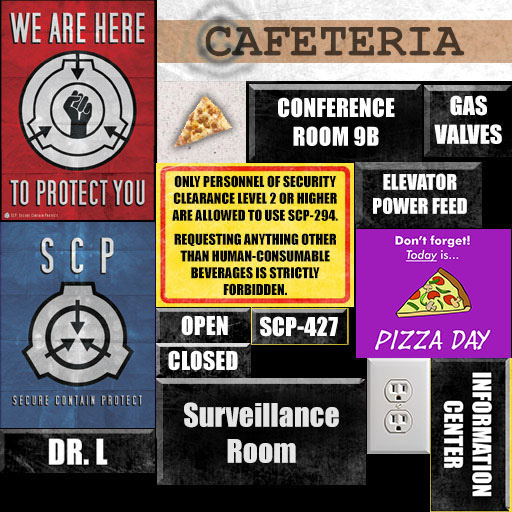 WE ARE HERE
TO PROTECT YOU
CAFETERIA
CONFERENCE
ROOM 9B
GAS
VALVES
ONLY PERSONNEL OF SECURITY
CLEARANCE LEVEL 2 OR HIGHER
ARE ALLOWED TO USE SCP-294.
REQUESTING ANYTHING OTHER
THAN HUMAN-CONSUMABLE
BEVERAGES IS STRICTLY
FORBIDDEN.
ELEVATOR
POWER FEED
SCP
SECURE CONTAIN PROTECT
Don't forget!
Today is...
PIZZA DAY
OPEN
SCP-427
CLOSED
Surveillance
Room
INFORMATION
CENTER
DR. L